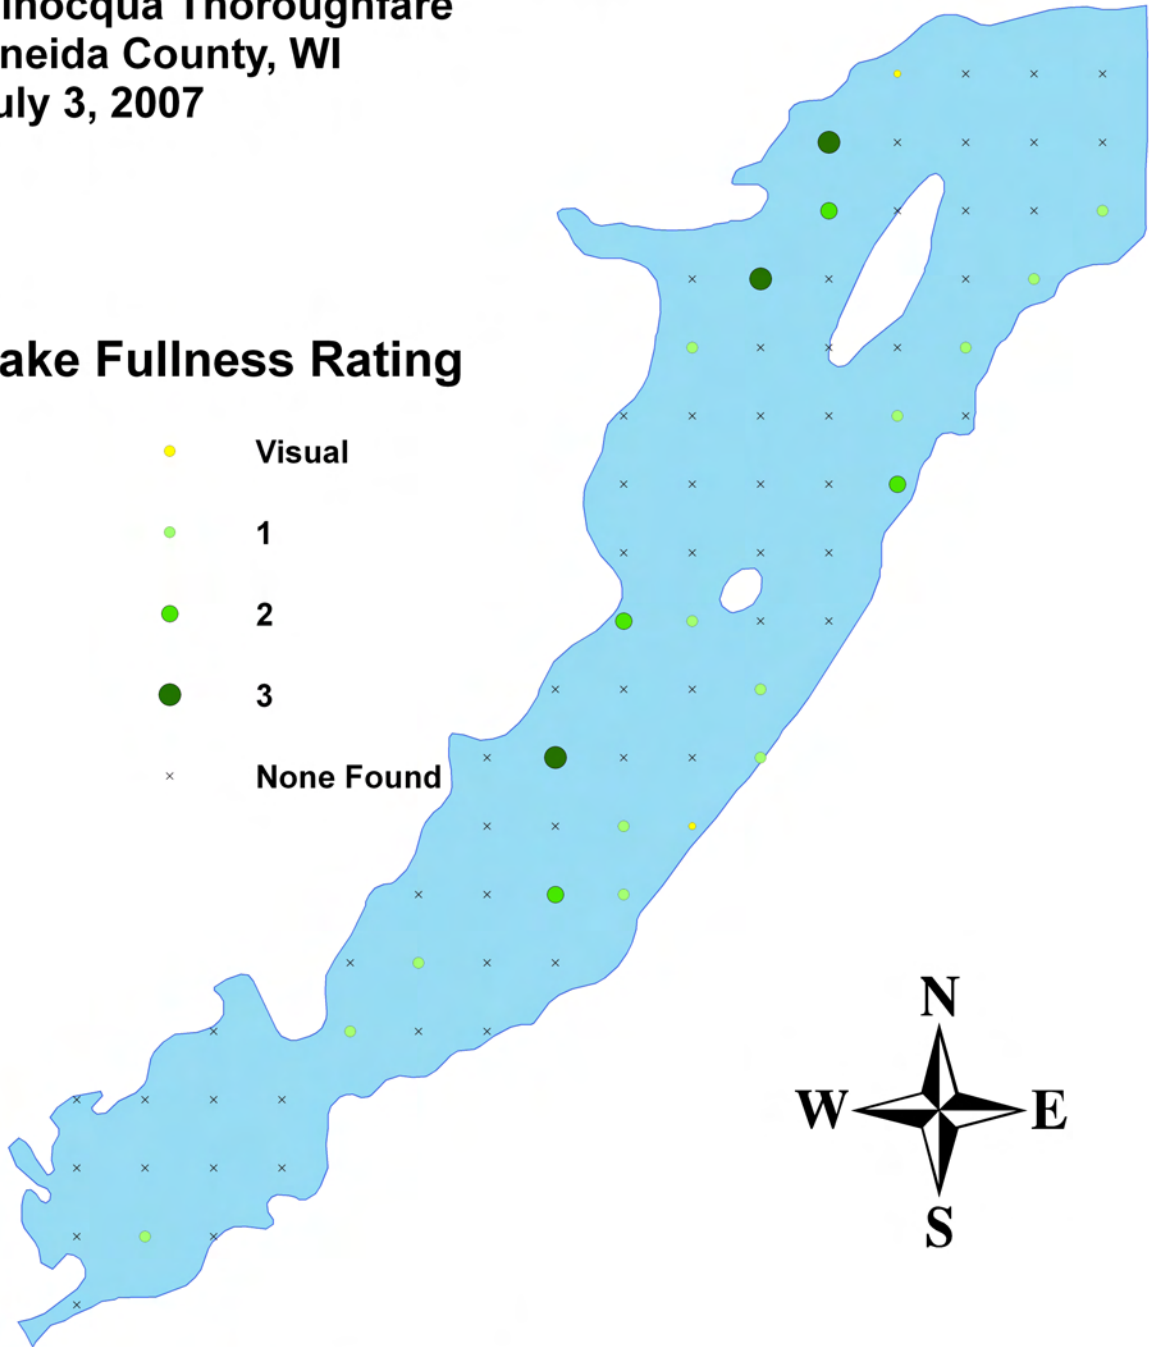 inocqua Thoroughfare
neida County, WI
uly 3, 2007
ake Fullness Rating
Visual
1
2
3
None Found
N
W E
S